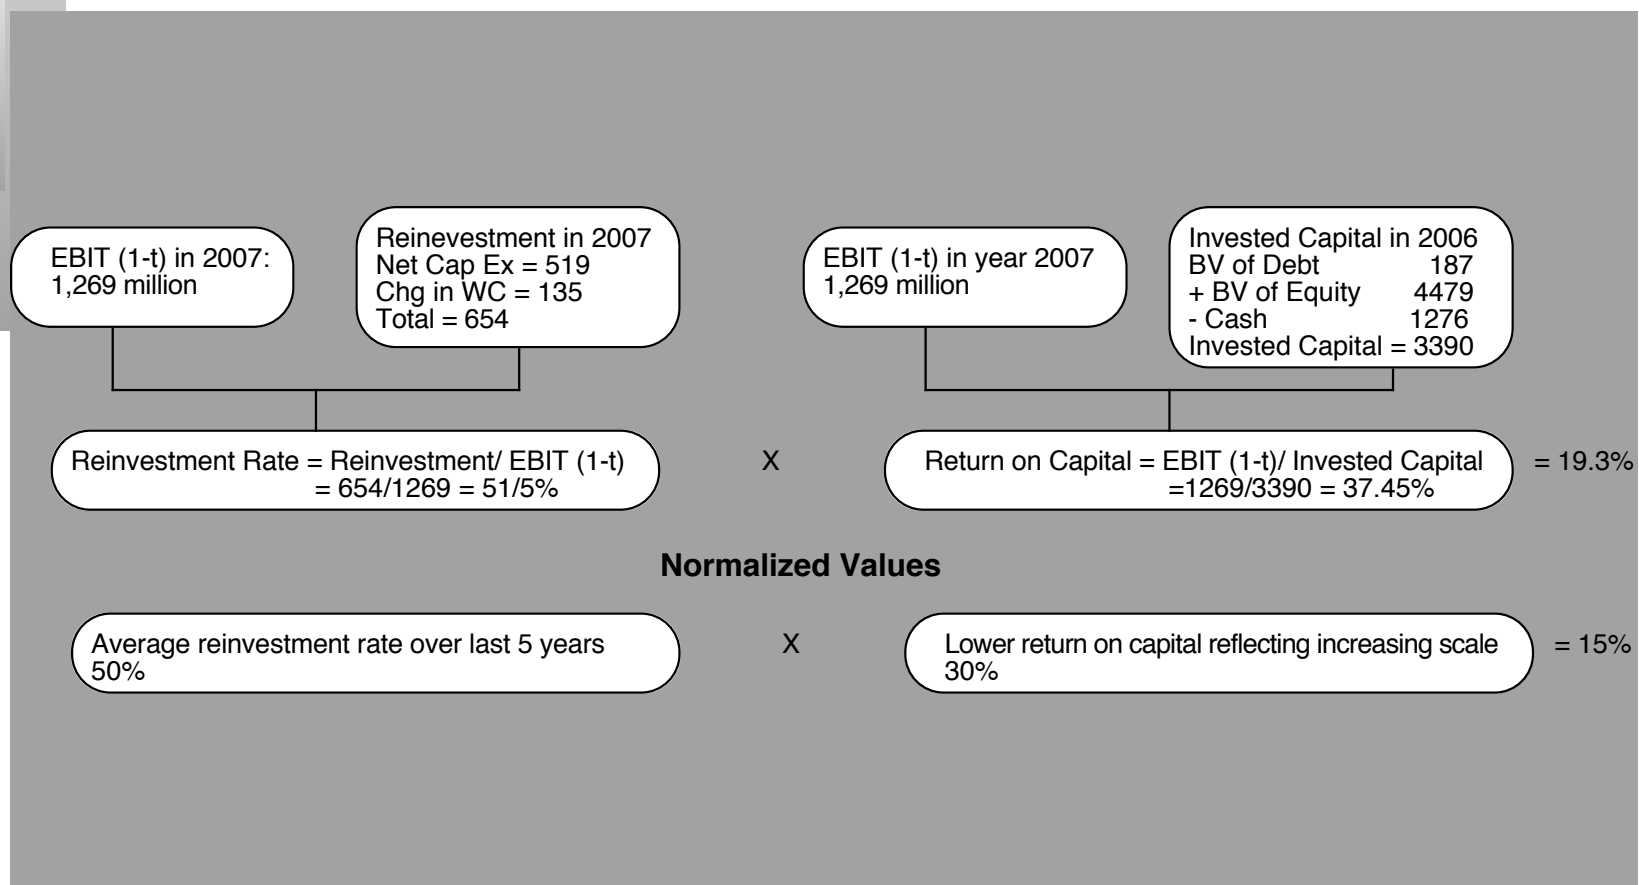 EBIT (1-t) in 2007:
1,269 million
Reinevestment in 2007
Net Cap Ex = 519
Chg in WC = 135
Total = 654
EBIT (1-t) in year 2007
1,269 million
Invested Capital in 2006
BV of Debt 187
+ BV of Equity 4479
- Cash 1276
Invested Capital = 3390
Reinvestment Rate = Reinvestment/ EBIT (1-t)
= 654/1269 = 51/5%
X
Return on Capital = EBIT (1-t)/ Invested Capital
=1269/3390 = 37.45%
= 19.3%
Normalized Values
Average reinvestment rate over last 5 years
50%
X
Lower return on capital reflecting increasing scale
30%
= 15%